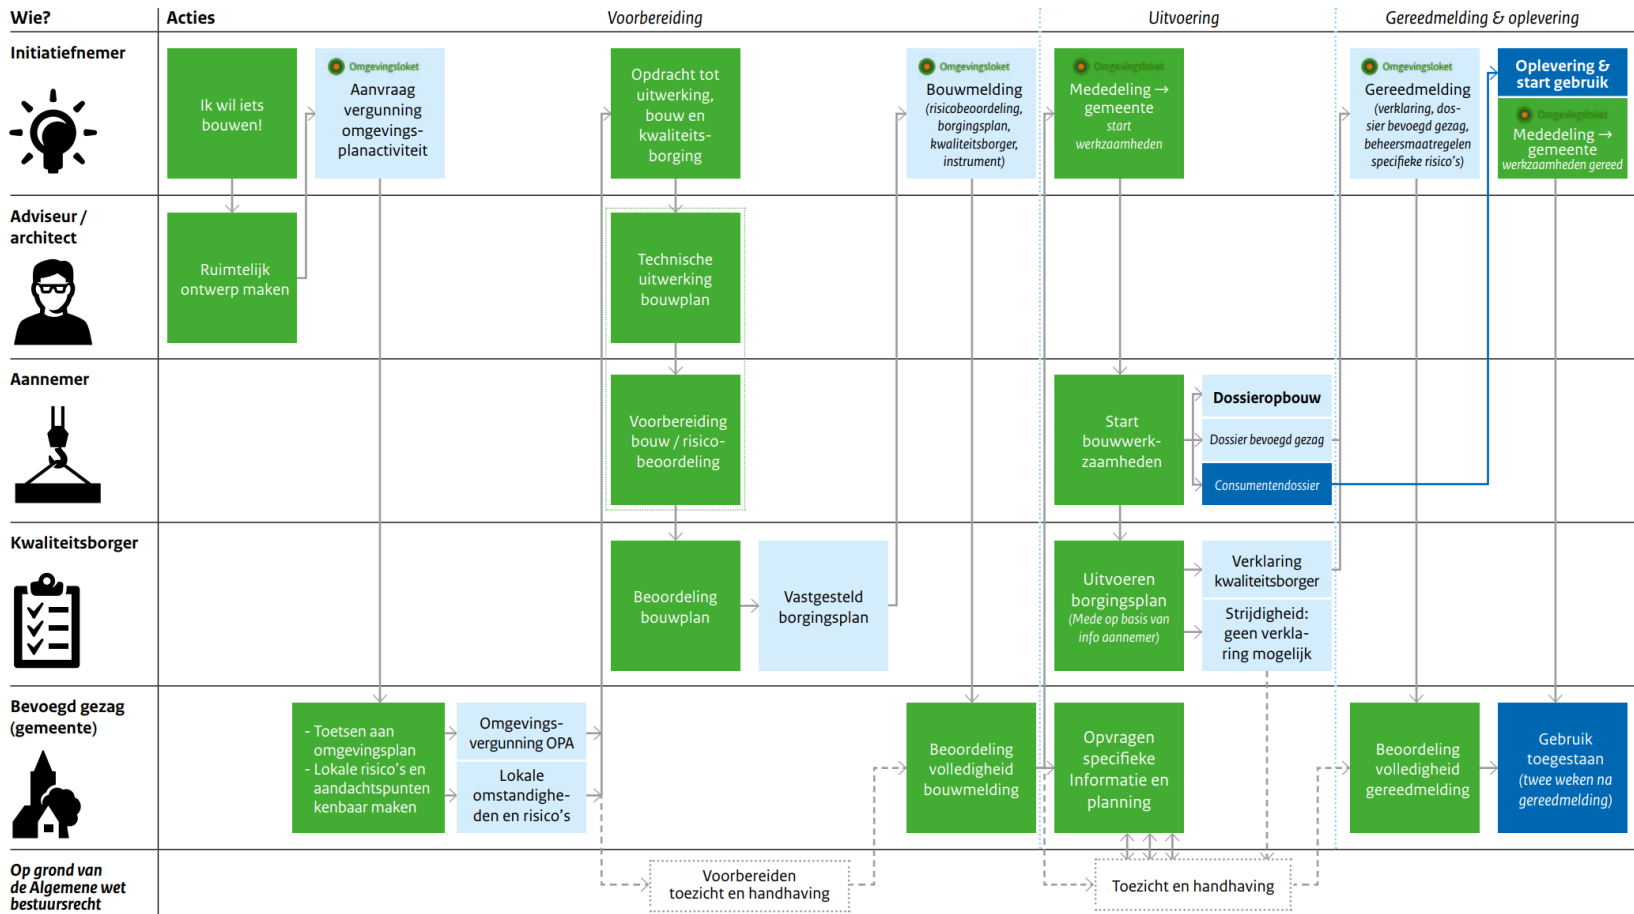 Wie?
Acties
Voorbereiding
Uitvoering
Gereedmelding & oplevering
Initiatiefnemer
Ik wil iets
bouwen!
Omgevingsloket
Aanvraag
vergunning
omgevings-
planactiviteit
Opdracht tot
uitwerking,
bouw en
kwaliteits-
borging
Omgevingsloket
Bouwmelding
(risicobeoordeling,
borgingsplan,
kwaliteitsborger,
instrument)
Omgevingsloket
Mededeling →
gemeente
start
werkzaamheden
Omgevingsloket
Gereedmelding
(verklaring, dos-
sier bevoegd gezag,
beheersmaatregelen
specifieke risico's)
Oplevering &
start gebruik
Omgevingsloket
Mededeling →
gemeente
werkzaamheden gereed
Adviseur /
architect
Ruimtelijk
ontwerp maken
Technische
uitwerking
bouwplan
Aannemer
Voorbereiding
bouw / risico-
beoordeling
Start
bouwwerk-
zaamheden
Dossieropbouw
Dossier bevoegd gezag
Consumentendossier
Kwaliteitsborger
Beoordeling
bouwplan
Vastgesteld
borgingsplan
Uitvoeren
borgingsplan
(Mede op basis van
info aannemer)
Verklaring
kwaliteitsborger
Strijdigheid:
geen verkla-
ring mogelijk
Bevoegd gezag
(gemeente)
- Toetsen aan
omgevingsplan
- Lokale risico's en
aandachtspunten
kenbaar maken
Omgevings-
vergunning OPA
Lokale
omstandighe-
den en risico's
Beoordeling
volledigheid
bouwmelding
Opvragen
specifieke
Informatie en
planning
Beoordeling
volledigheid
gereedmelding
Gebruik
toegestaan
(twee weken na
gereedmelding)
Op grond van
de Algemene wet
bestuursrecht
Voorbereiden
toezicht en handhaving
Toezicht en handhaving